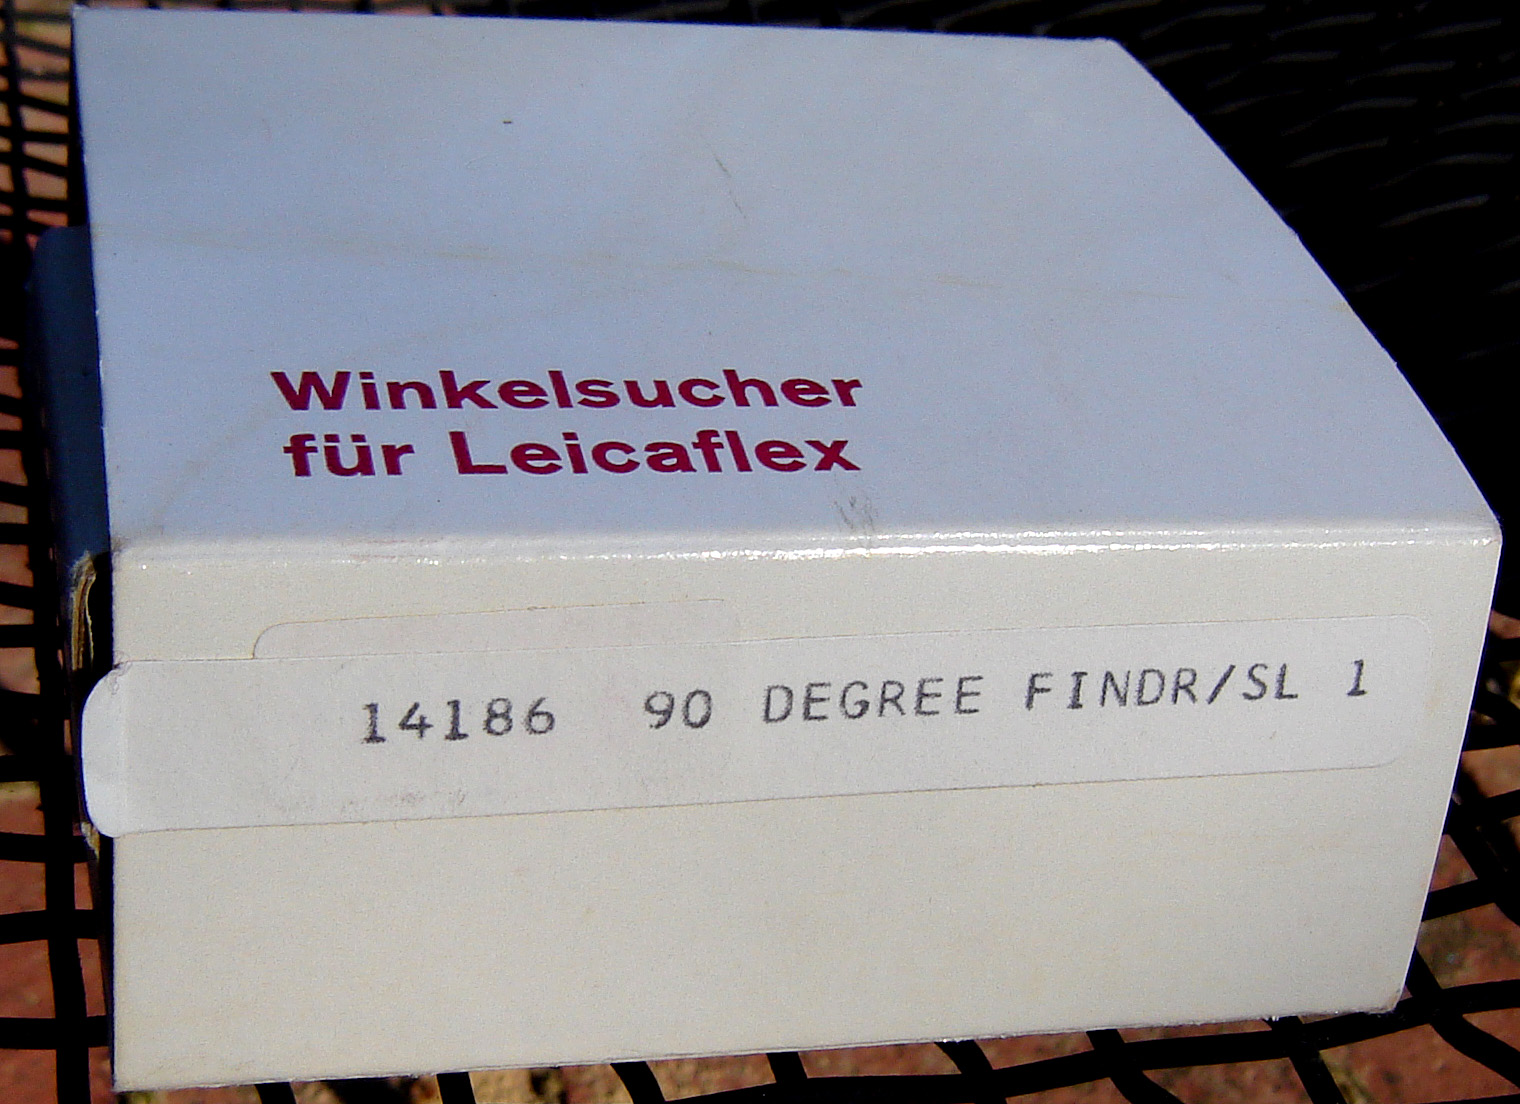 Winkelsucher
für Leicaflex
14186 90 DEGREE FINDR/SL 1